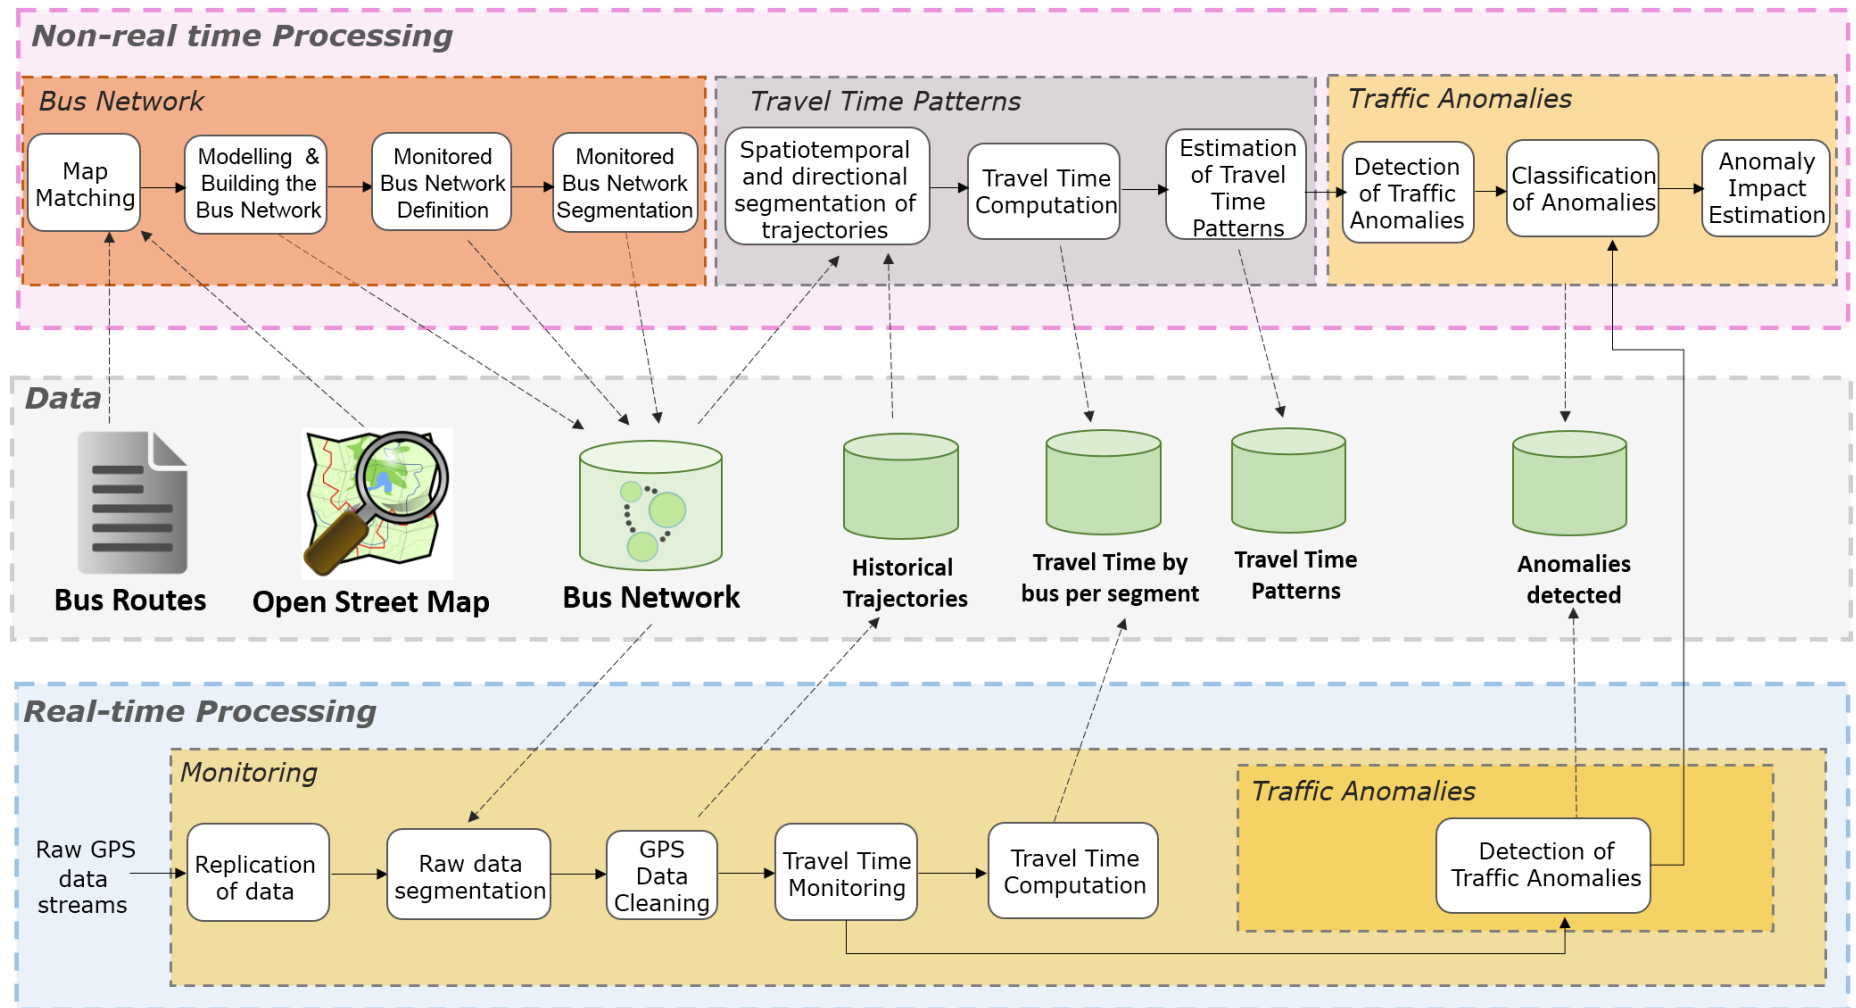 Non-real time Processing
Bus Network
Map
Matching
Modelling & 
Building the
Bus Network
Monitored
Bus Network
Definition
Monitored
Bus Network
Segmentation
Travel Time Patterns
Spatiotemporal
and directional
segmentation of
trajectories
Travel Time
Computation
Estimation
of Travel
Time
Patterns
Traffic Anomalies
Detection
of Traffic
Anomalies
Classification
of Anomalies
Anomaly
Impact
Estimation
Data
Bus Routes
Open Street Map
Bus Network
Historical
Trajectories
Travel Time by
bus per segment
Travel Time
Patterns
Anomalies
detected
Real-time Processing
Monitoring
Raw GPS
data
streams
Replication
of data
Raw data
segmentation
GPS
Data
Cleaning
Travel Time
Monitoring
Travel Time
Computation
Traffic Anomalies
Detection of
Traffic Anomalies